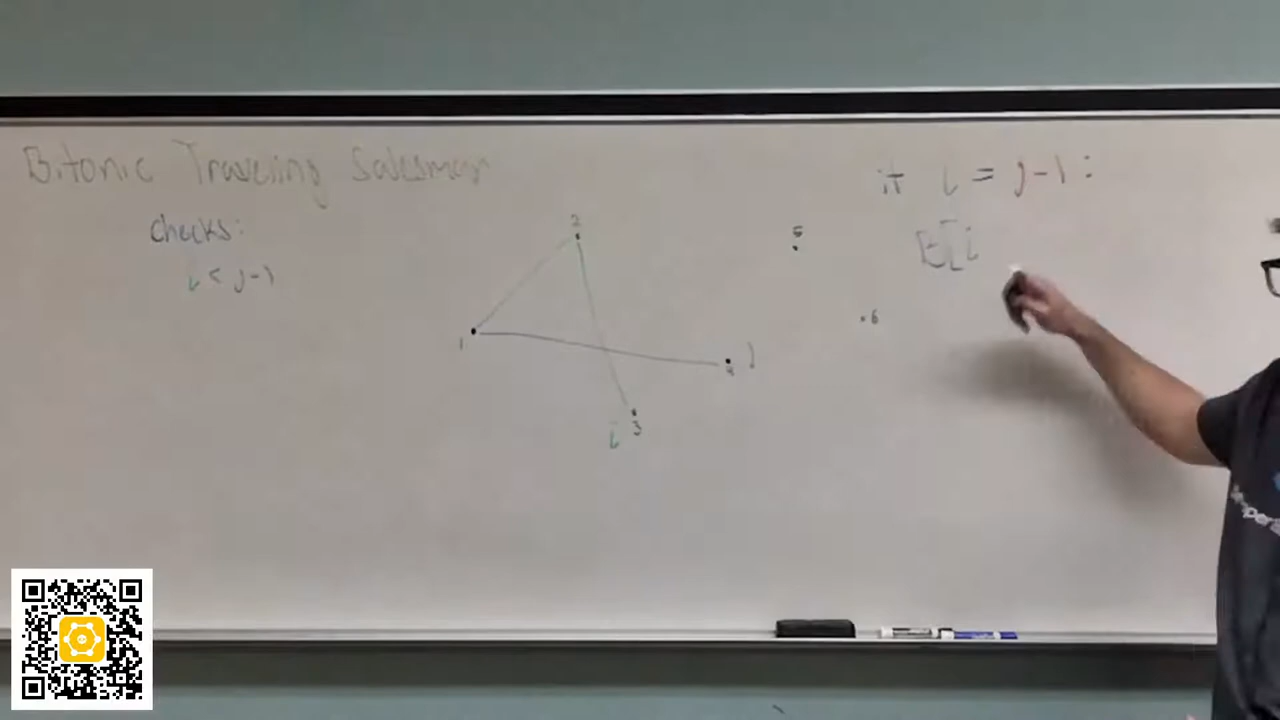 Bitonic Traveling Salesman
checks:
i < j-1
if i = j-1:
1
2
3
4
5
6
i
j